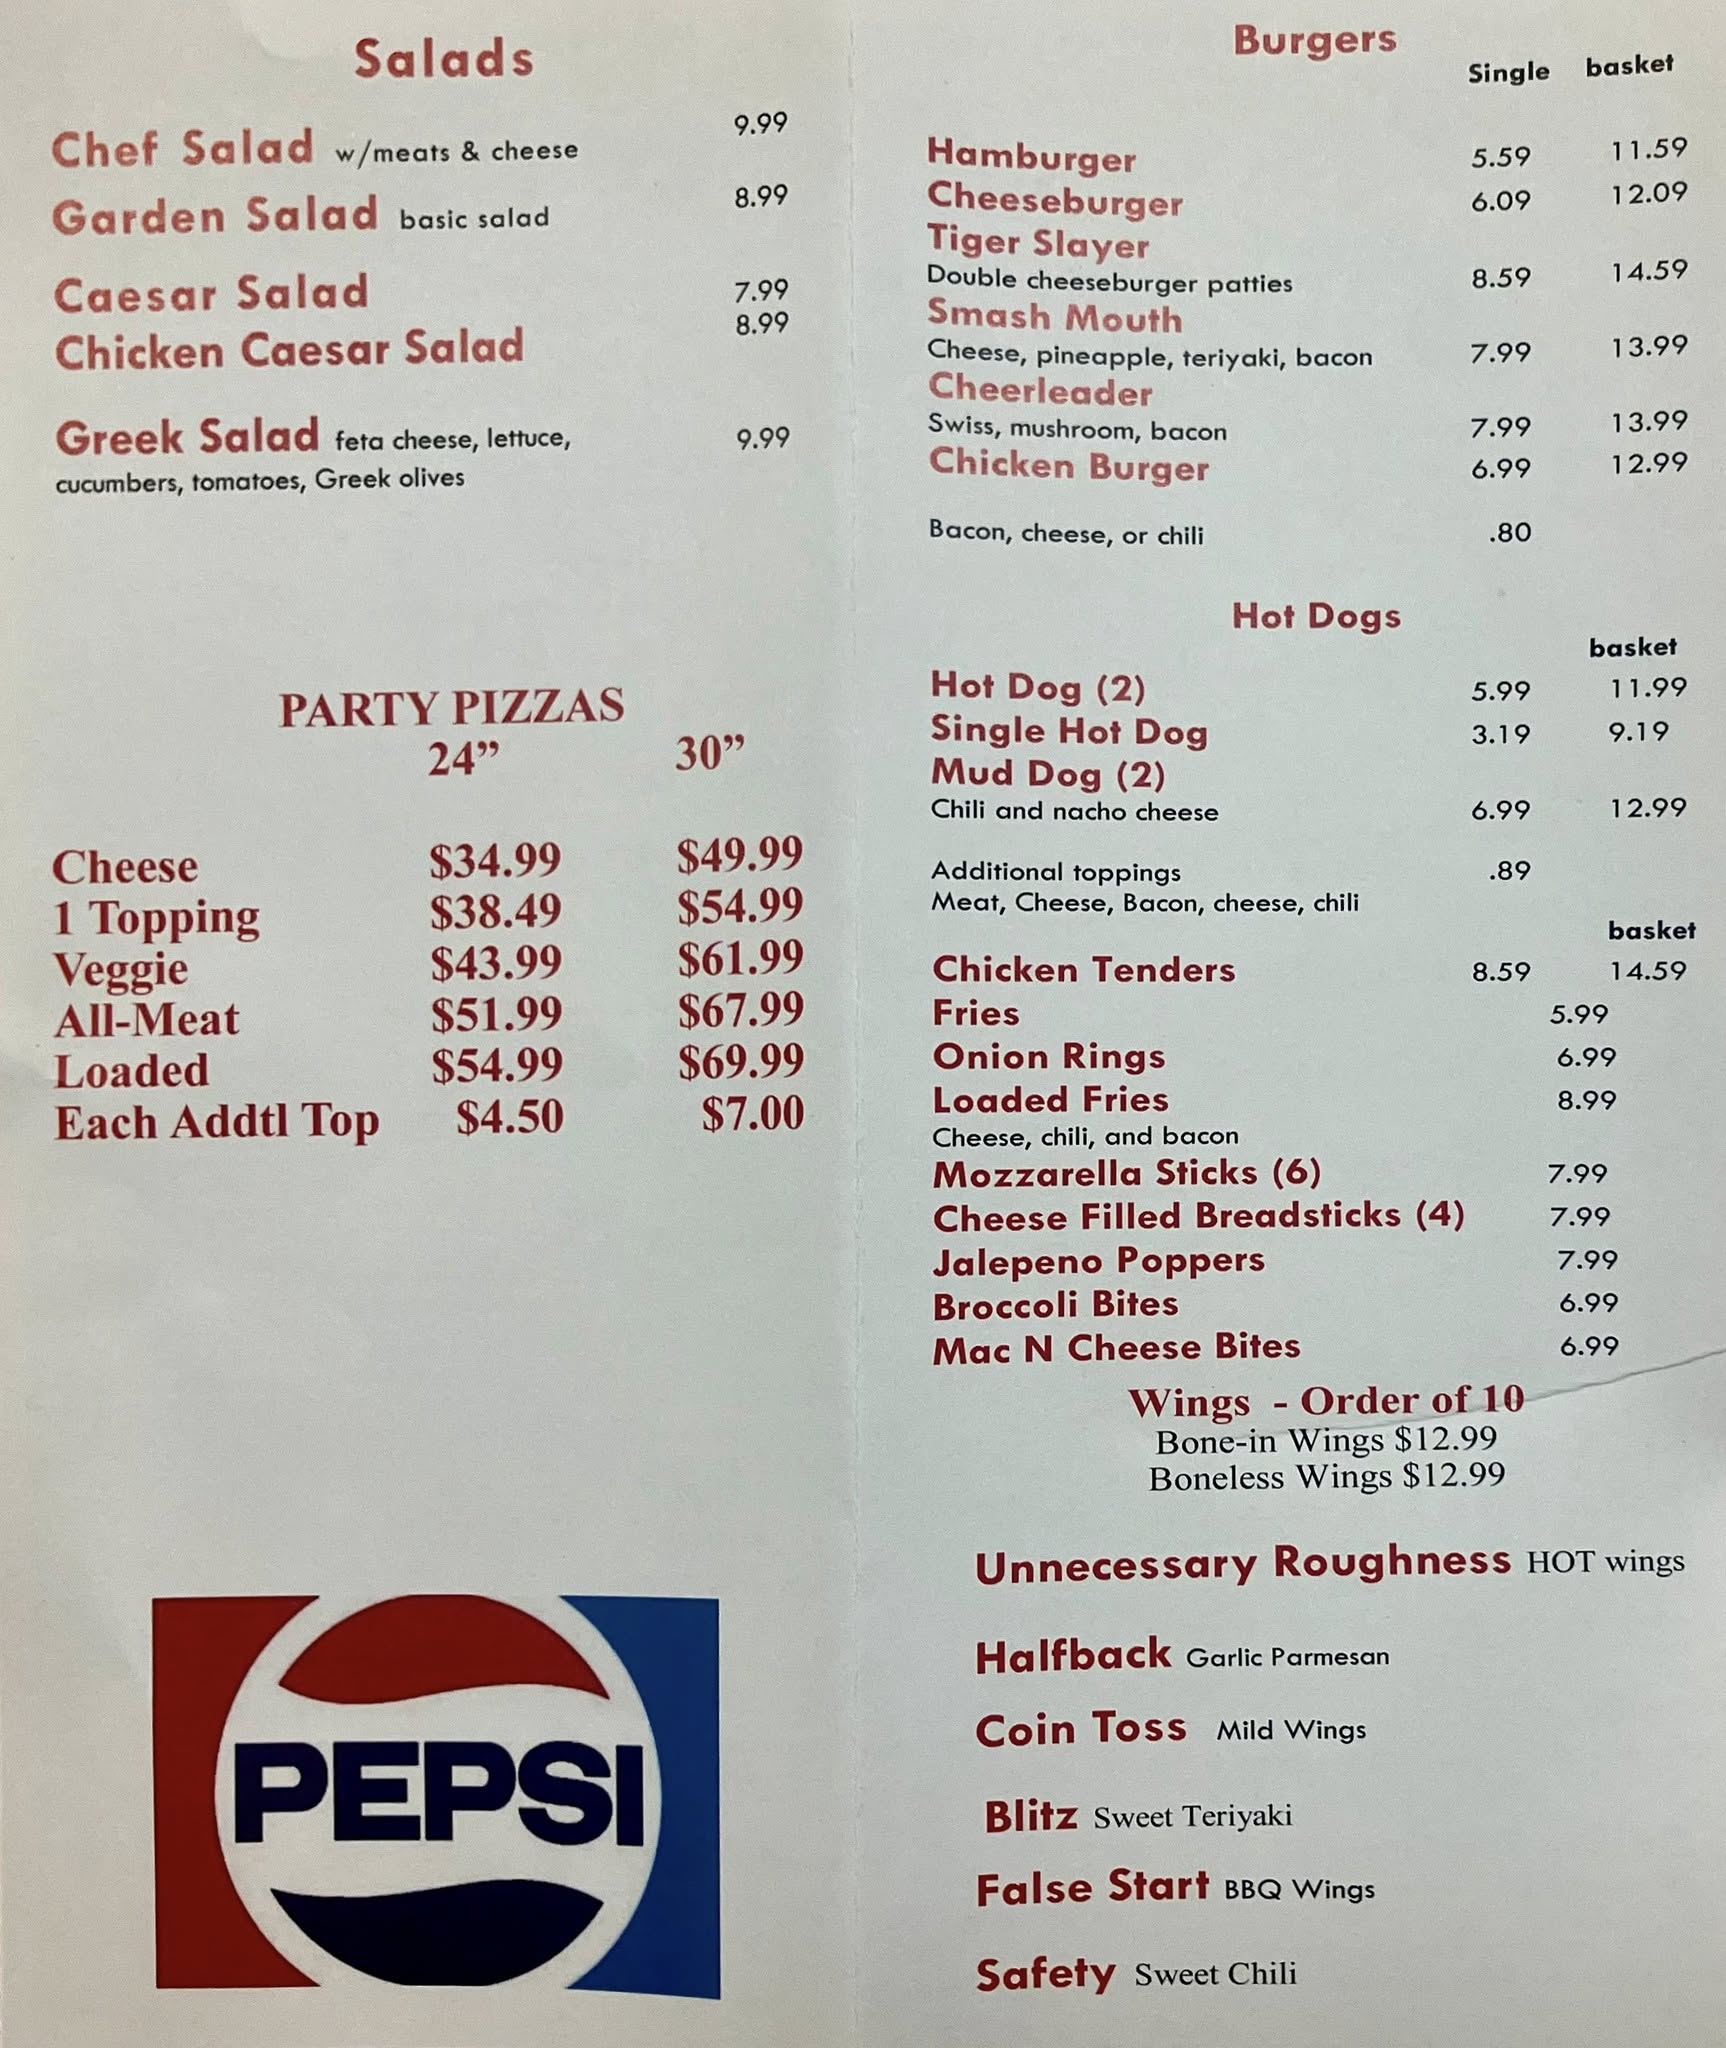 Salads
Chef Salad w/meats & cheese 9.99
Garden Salad basic salad 8.99
Caesar Salad 7.99
Chicken Caesar Salad 8.99
Greek Salad feta cheese, lettuce, 9.99
cucumbers, tomatoes, Greek olives
PARTY PIZZAS
24” 30”
Cheese $34.99 $49.99
1 Topping $38.49 $54.99
Veggie $43.99 $61.99
All-Meat $51.99 $67.99
Loaded $54.99 $69.99
Each Addtl Top $4.50 $7.00
PEPSI
Burgers
Single basket
Hamburger 5.59 11.59
Cheeseburger 6.09 12.09
Tiger Slayer
Double cheeseburger patties 8.59 14.59
Smash Mouth
Cheese, pineapple, teriyaki, bacon 7.99 13.99
Cheerleader
Swiss, mushroom, bacon 7.99 13.99
Chicken Burger 6.99 12.99
Bacon, cheese, or chili .80
Hot Dogs
basket
Hot Dog (2) 5.99 11.99
Single Hot Dog 3.19 9.19
Mud Dog (2)
Chili and nacho cheese 6.99 12.99
Additional toppings .89
Meat, Cheese, Bacon, cheese, chili
basket
Chicken Tenders 8.59 14.59
Fries 5.99
Onion Rings 6.99
Loaded Fries 8.99
Cheese, chili, and bacon
Mozzarella Sticks (6) 7.99
Cheese Filled Breadsticks (4) 7.99
Jalepeno Poppers 7.99
Broccoli Bites 6.99
Mac N Cheese Bites 6.99
Wings - Order of 10
Bone-in Wings $12.99
Boneless Wings $12.99
Unnecessary Roughness HOT wings
Halfback Garlic Parmesan
Coin Toss Mild Wings
Blitz Sweet Teriyaki
False Start BBQ Wings
Safety Sweet Chili